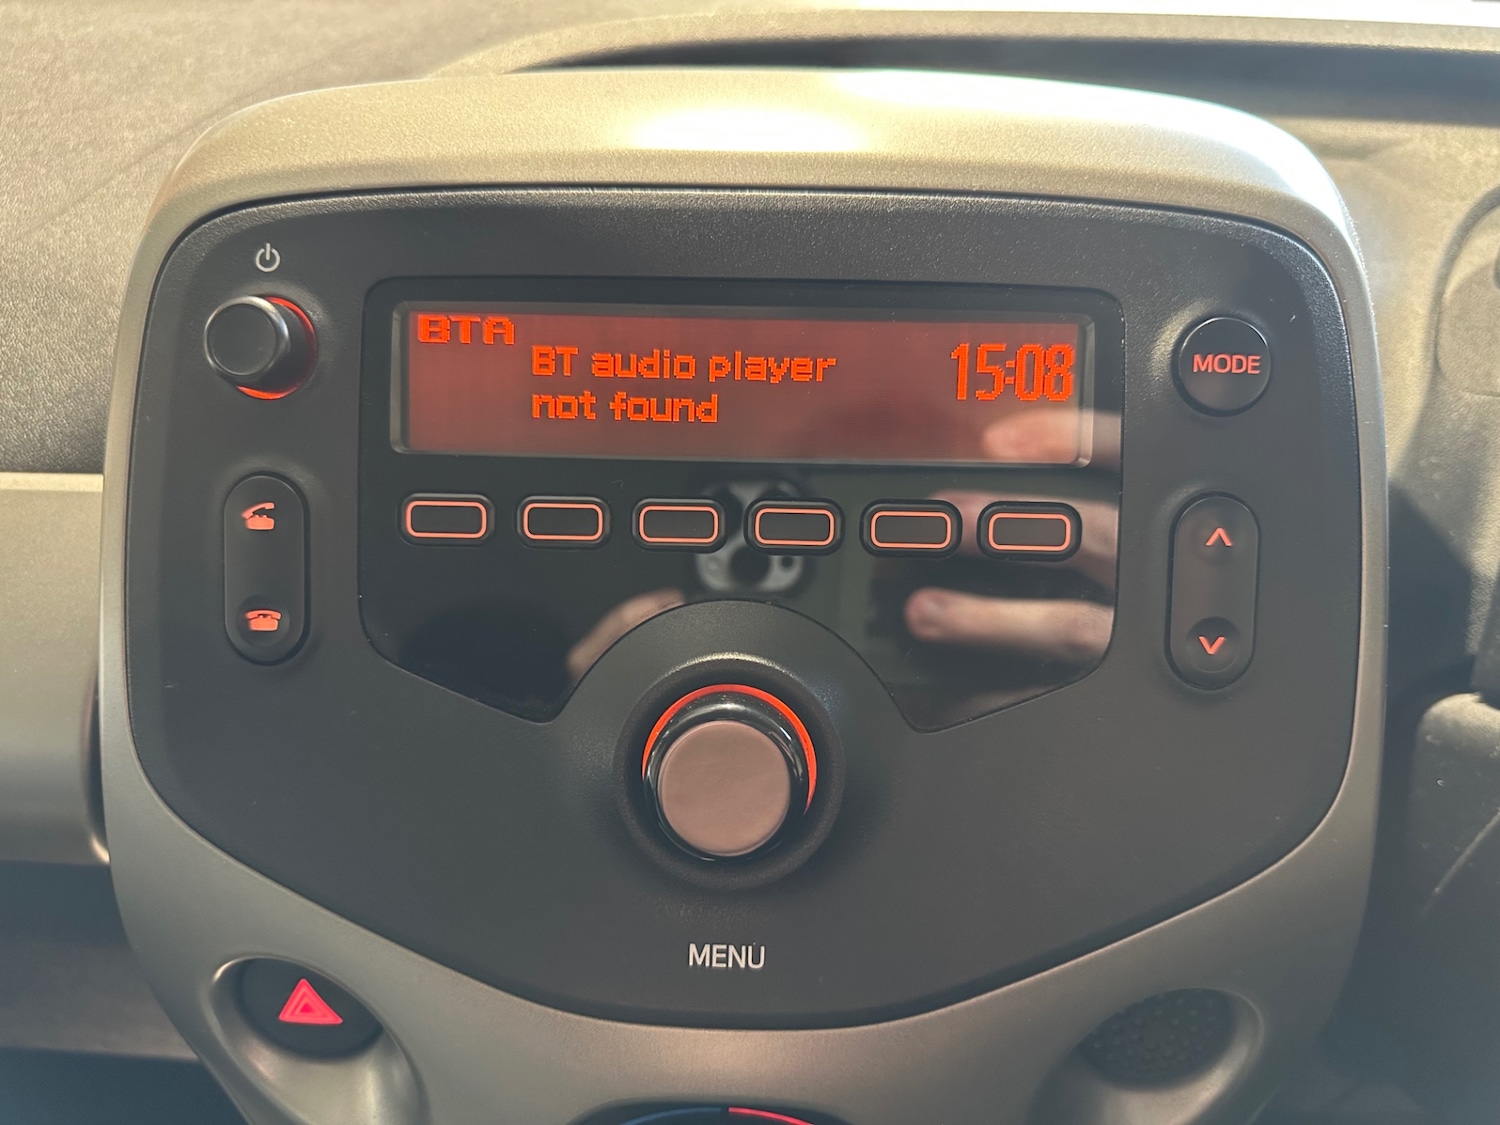 BTA
BT audio player
not found
15:08
MODE
MENU